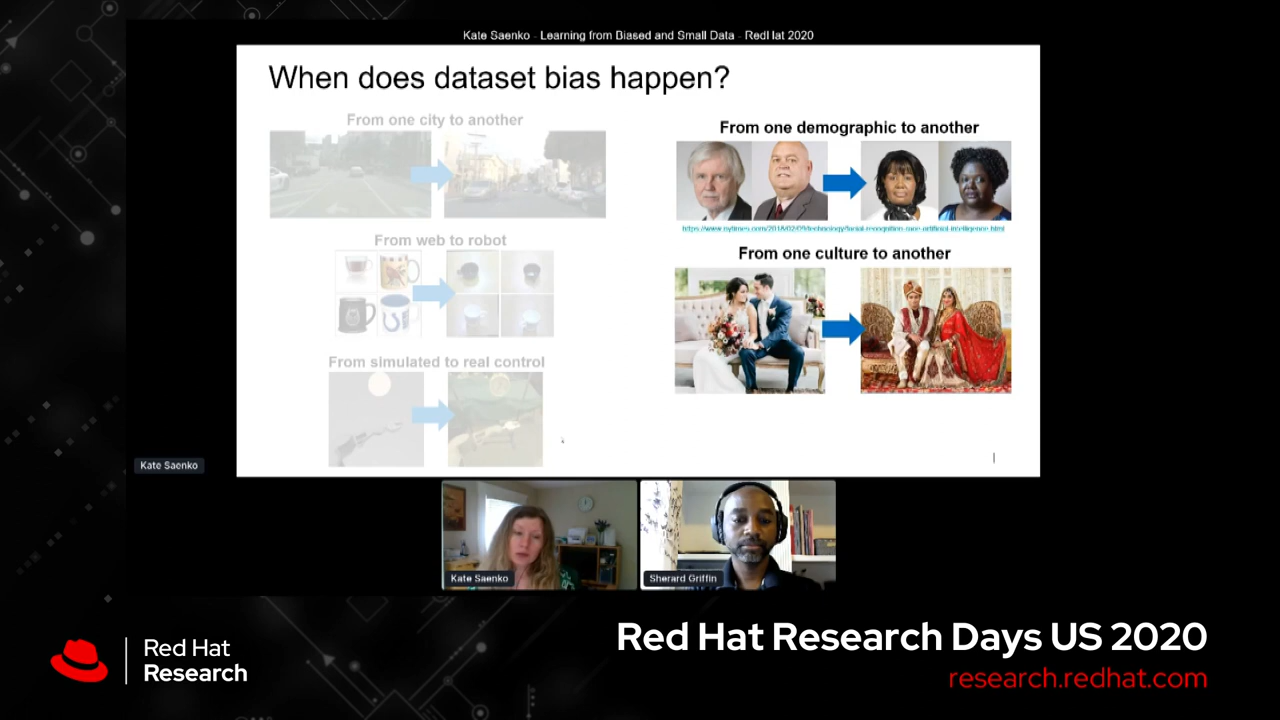 Kate Saenko - Learning from Biased and Small Data - RedHat 2020
When does dataset bias happen?
From one city to another
From one demographic to another
https://www.nytimes.com/2018/02/09/technology/facial-recognition-race-artificial-intelligence.html
From web to robot
From one culture to another
From simulated to real control
Kate Saenko
Kate Saenko
Sherard Griffin
Red Hat
Research
Red Hat Research Days US 2020
research.redhat.com